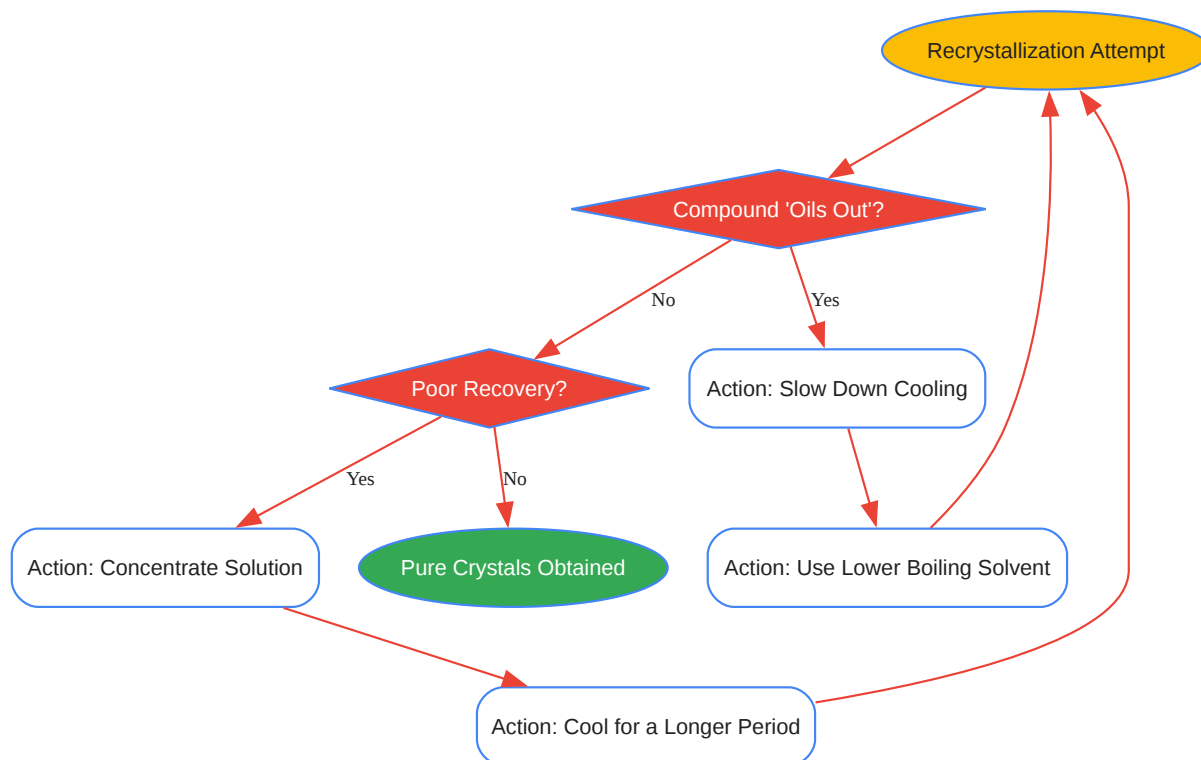 Recrystallization Attempt
Compound 'Oils Out'?
No
Yes
Poor Recovery?
Action: Slow Down Cooling
Yes
No
Action: Concentrate Solution
Pure Crystals Obtained
Action: Use Lower Boiling Solvent
Action: Cool for a Longer Period